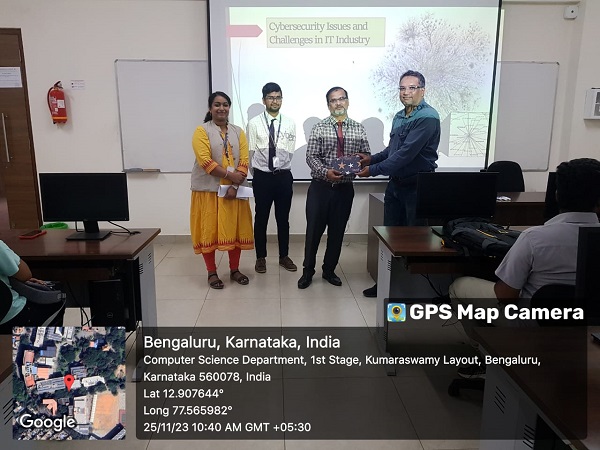 Cybersecurity Issues and
Challenges in IT Industry
GPS Map Camera
Bengaluru, Karnataka, India
Computer Science Department, 1st Stage, Kumaraswamy Layout, Bengaluru,
Karnataka 560078, India
Lat 12.907644°
Long 77.565982°
25/11/23 10:40 AM GMT +05:30
Google